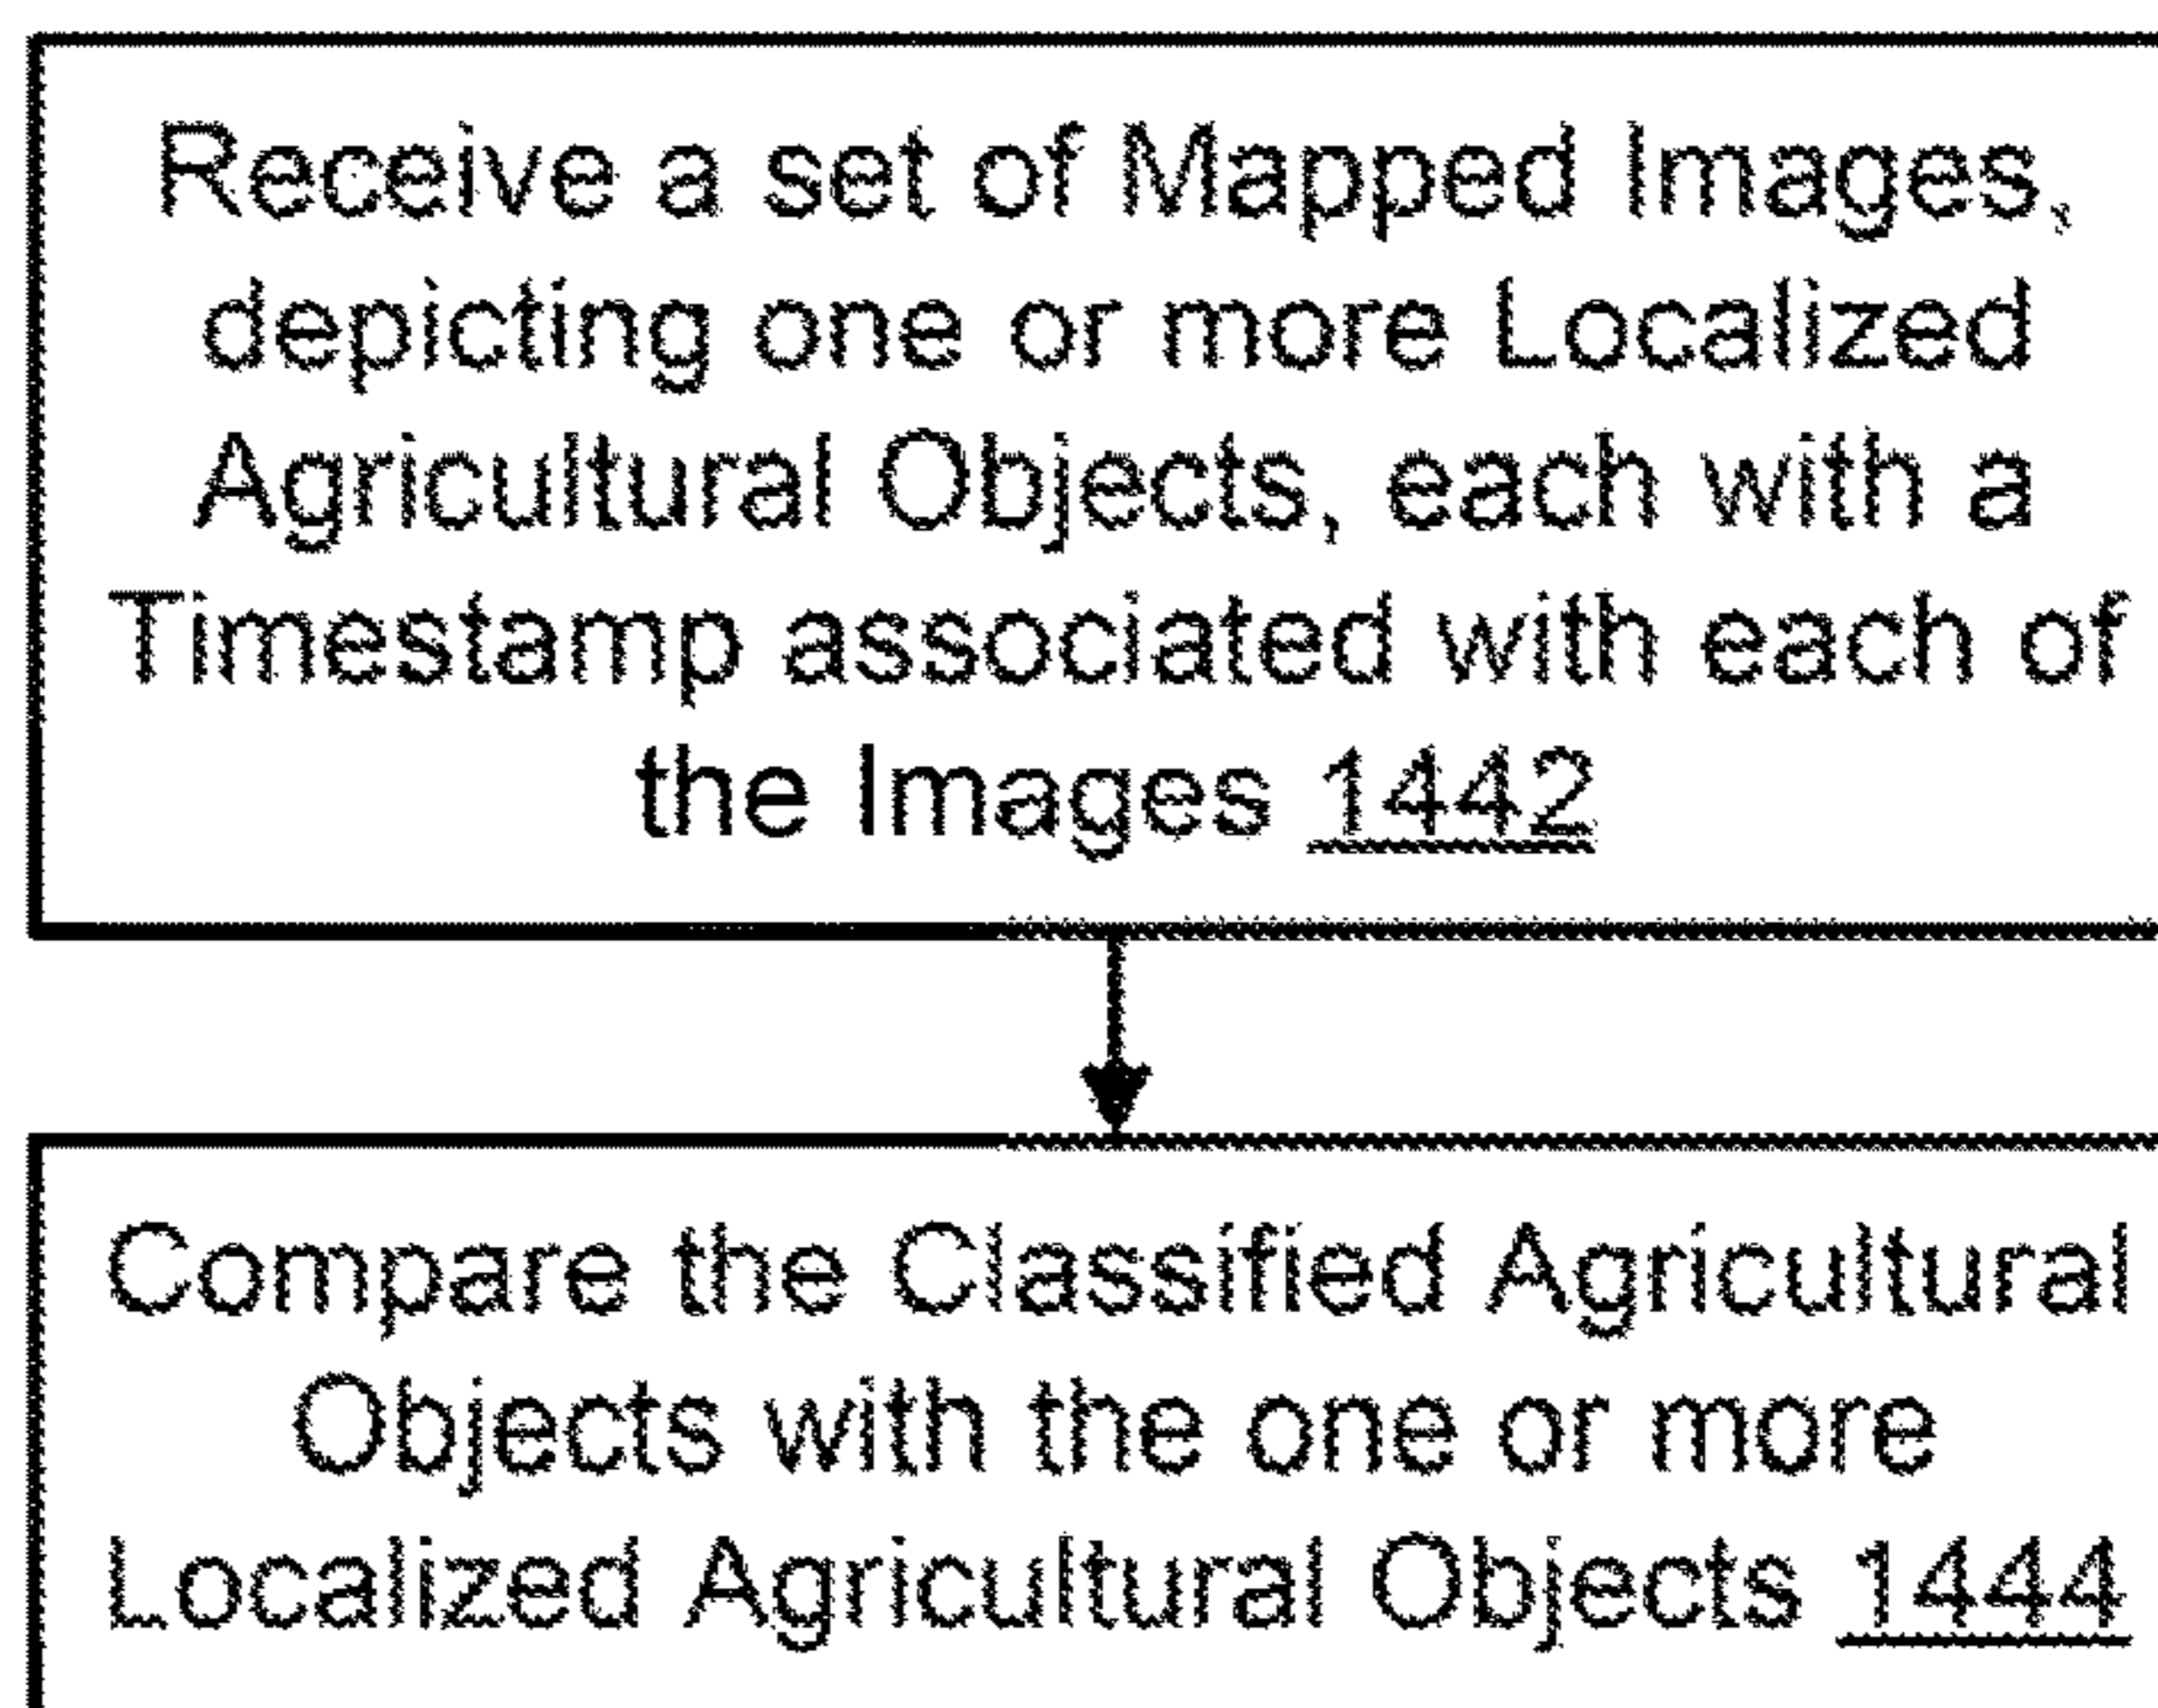 Receive a set of Mapped Images,
depicting one or more Localized
Agricultural Objects, each with a
Timestamp associated with each of
the Images 1442
Compare the Classified Agricultural
Objects with the one or more
Localized Agricultural Objects 1444